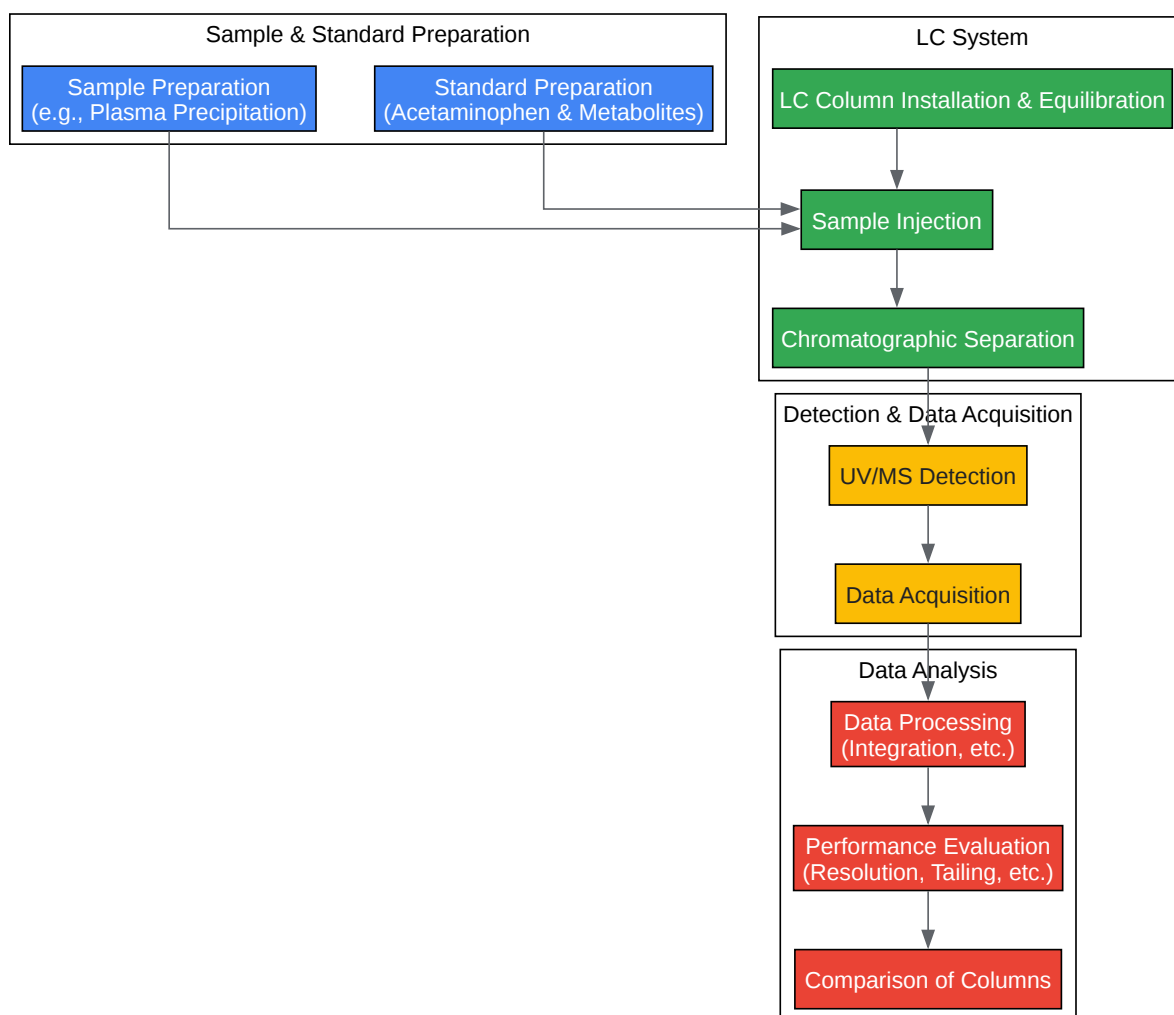 Sample & Standard Preparation
Sample Preparation
(e.g., Plasma Precipitation)
Standard Preparation
(Acetaminophen & Metabolites)
LC System
LC Column Installation & Equilibration
Sample Injection
Chromatographic Separation
Detection & Data Acquisition
UV/MS Detection
Data Acquisition
Data Analysis
Data Processing
(Integration, etc.)
Performance Evaluation
(Resolution, Tailing, etc.)
Comparison of Columns